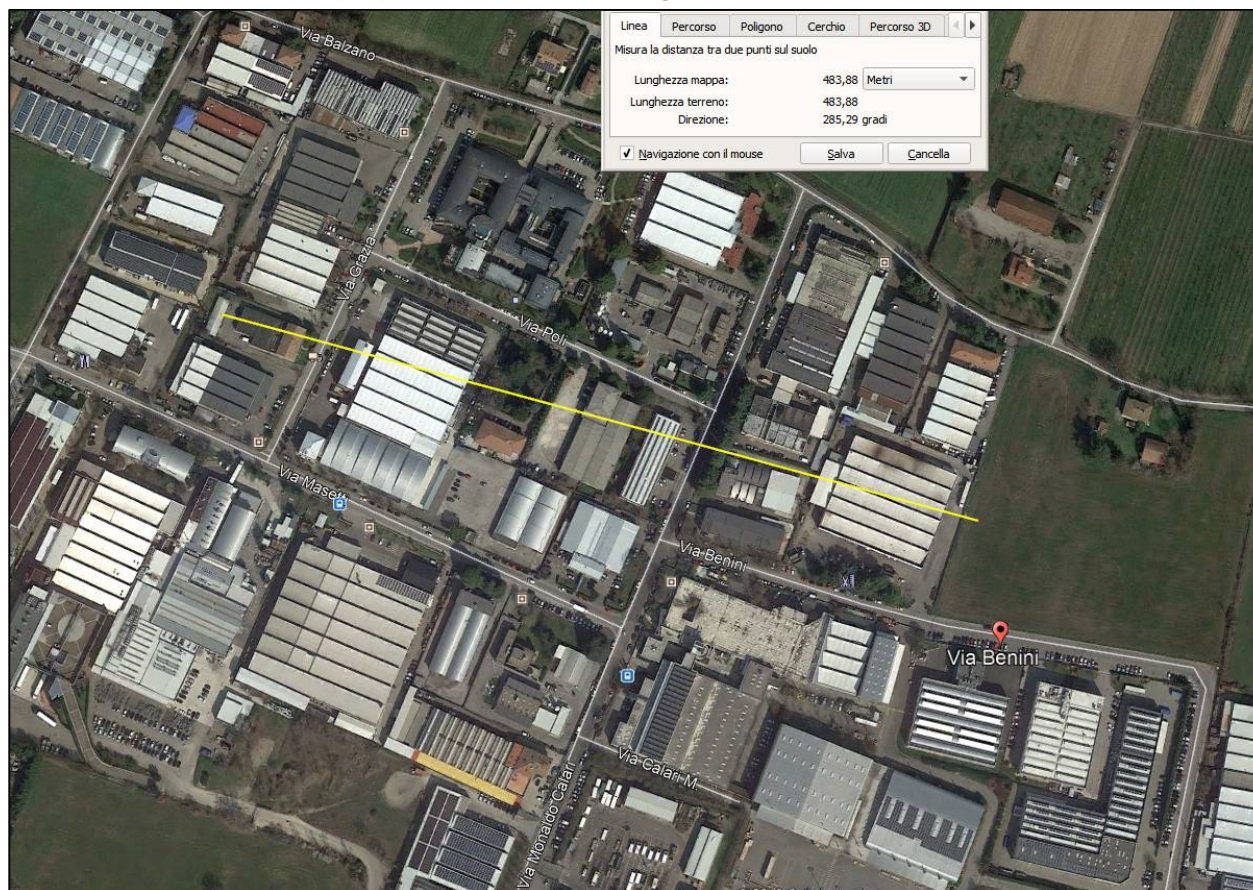 Linea Percorso Poligono Cerchio Percorso 3D
Misura la distanza tra due punti sul suolo
Lunghezza mappa: 483,88 Metri
Lunghezza terreno: 483,88
Direzione: 285,29 gradi
Navigazione con il mouse Salva Cancella
Via Balzano
Via Grazia
Via Poli
Via Masetti
Via Benini
Via Benini
Via Caiari M.
Via Monaldo Calari